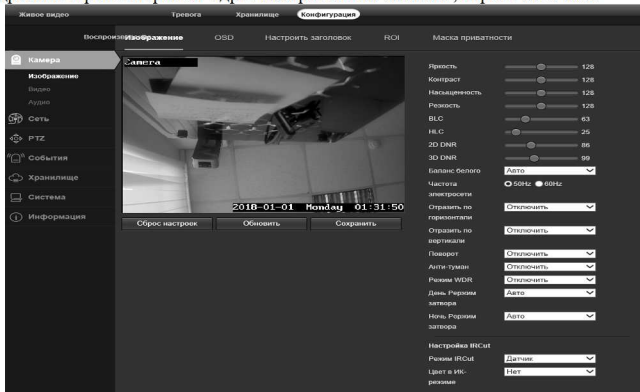 Живое видео
Тревога
Хранилище
Конфигурация
Изображение
OSD
Настроить заголовок
ROI
Маска приватности
Камера
Изображение
Видео
Аудио
Сеть
PTZ
События
Хранилище
Система
Информация
Camera
2018-01-01 Monday 01:31:50
Сброс настроек
Обновить
Сохранить
Яркость 128
Контраст 128
Насыщенность 128
Резкость 128
BLC 63
HLC 25
2D DNR 86
3D DNR 99
Баланс белого Авто
Частота электросети 50Hz 60Hz
Отразить по горизонтали Отключить
Отразить по вертикали Отключить
Поворот Отключить
Анти-туман Отключить
Режим WDR Отключить
День Рержим затвора Авто
Ночь Рержим затвора Авто
Настройка IRCut
Режим IRCut Датчик
Цвет в ИК-режиме Нет